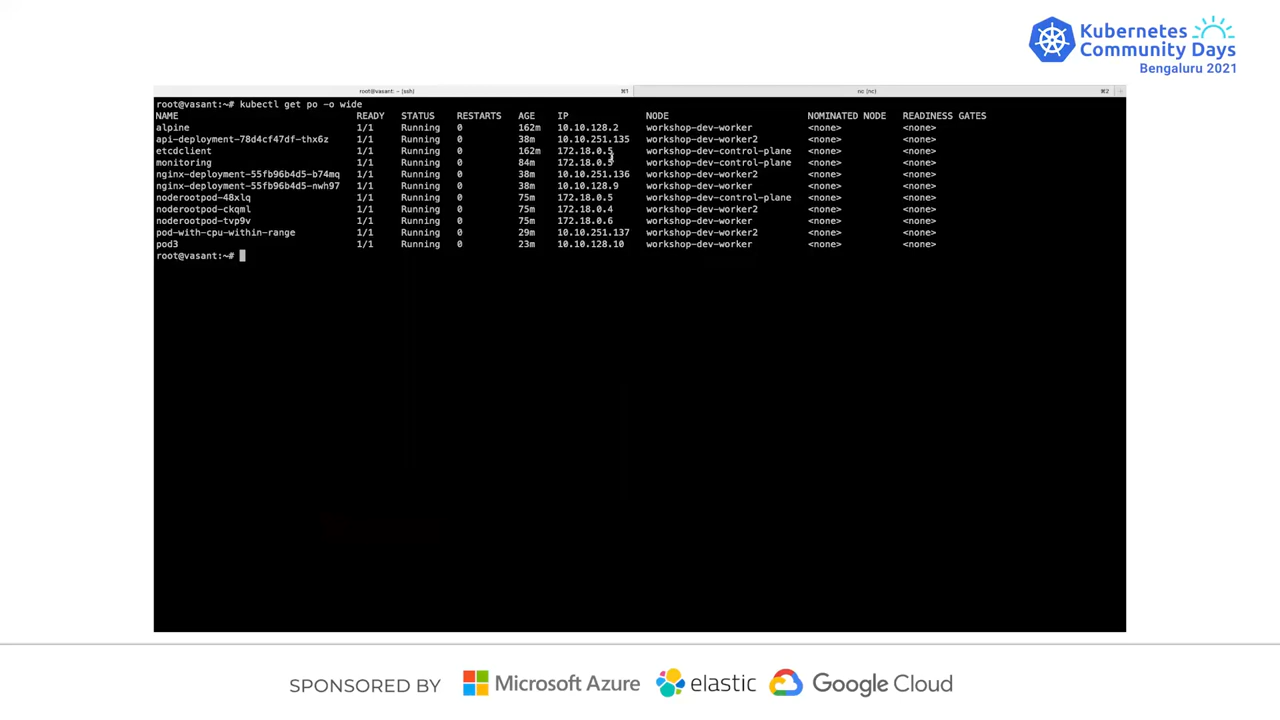 Kubernetes
Community Days
Bengaluru 2021
root@vasant: ~ (ssh) ⌘1 nc (nc) ⌘2
root@vasant:~# kubectl get po -o wide
NAME READY STATUS RESTARTS AGE IP NODE NOMINATED NODE READINESS GATES
alpine 1/1 Running 0 162m 10.10.128.2 workshop-dev-worker <none> <none>
api-deployment-78d4cf47df-thx6z 1/1 Running 0 38m 10.10.251.135 workshop-dev-worker2 <none> <none>
etcdclient 1/1 Running 0 162m 172.18.0.5 workshop-dev-control-plane <none> <none>
monitoring 1/1 Running 0 84m 172.18.0.5 workshop-dev-control-plane <none> <none>
nginx-deployment-55fb96b4d5-b74mq 1/1 Running 0 38m 10.10.251.136 workshop-dev-worker2 <none> <none>
nginx-deployment-55fb96b4d5-nwh97 1/1 Running 0 38m 10.10.128.9 workshop-dev-worker <none> <none>
noderootpod-48xlq 1/1 Running 0 75m 172.18.0.5 workshop-dev-control-plane <none> <none>
noderootpod-ckqml 1/1 Running 0 75m 172.18.0.4 workshop-dev-worker2 <none> <none>
noderootpod-tvp9v 1/1 Running 0 75m 172.18.0.6 workshop-dev-worker <none> <none>
pod-with-cpu-within-range 1/1 Running 0 29m 10.10.251.137 workshop-dev-worker2 <none> <none>
pod3 1/1 Running 0 23m 10.10.128.10 workshop-dev-worker <none> <none>
root@vasant:~#
SPONSORED BY Microsoft Azure elastic Google Cloud